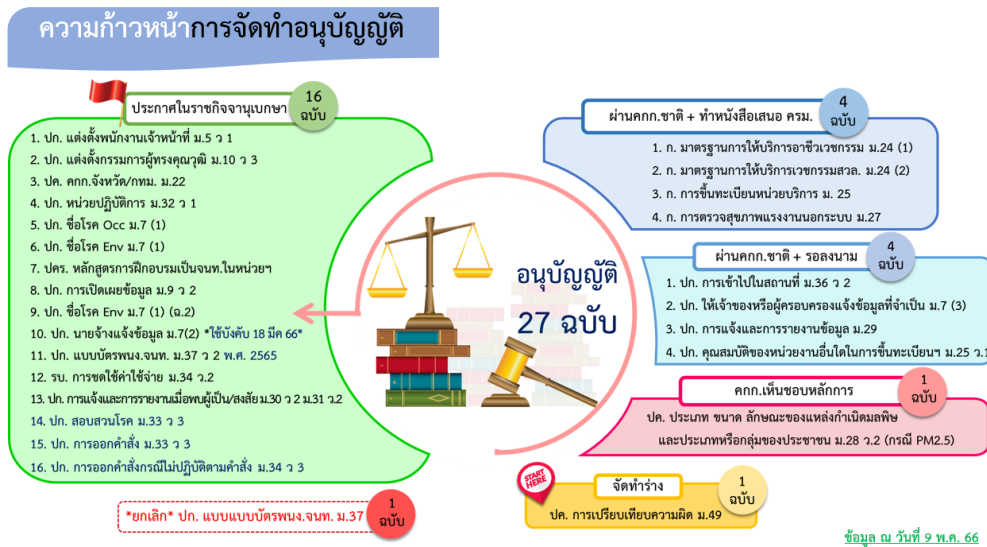 ความก้าวหน้าการจัดทำอนุบัญญัติ
ประกาศในราชกิจจานุเบกษา
16
ฉบับ
1. ปก. แต่งตั้งพนักงานเจ้าหน้าที่ ม.5 ว 1
2. ปก. แต่งตั้งกรรมการผู้ทรงคุณวุฒิ ม.10 ว 3
3. ปค. คกก.จังหวัด/กทม. ม.22
4. ปก. หน่วยปฏิบัติการ ม.32 ว 1
5. ปก. ชื่อโรค Occ ม.7 (1)
6. ปก. ชื่อโรค Env ม.7 (1)
7. ปคร. หลักสูตรการฝึกอบรมเป็นจนท.ในหน่วยฯ
8. ปก. การเปิดเผยข้อมูล ม.9 ว 2
9. ปก. ชื่อโรค Env ม.7 (1) (ฉ.2)
10. ปก. นายจ้างแจ้งข้อมูล ม.7(2) *ใช้บังคับ 18 มีค 66*
11. ปก. แบบบัตรพนง.จนท. ม.37 ว 2 พ.ศ. 2565
12. รบ. การชดใช้ค่าใช้จ่าย ม.34 ว.2
13. ปก. การแจ้งและการรายงานเมื่อพบผู้เป็น/สงสัย ม.30 ว 2 ม.31 ว.2
14. ปก. สอบสวนโรค ม.33 ว 3
15. ปก. การออกคำสั่ง ม.33 ว 3
16. ปก. การออกคำสั่งกรณีไม่ปฏิบัติตามคำสั่ง ม.34 ว 3
*ยกเลิก* ปก. แบบแบบบัตรพนง.จนท. ม.37
1
ฉบับ
อนุบัญญัติ
27 ฉบับ
ผ่านคกก.ชาติ + ทำหนังสือเสนอ ครม.
4
ฉบับ
1. ก. มาตรฐานการให้บริการอาชีวเวชกรรม ม.24 (1)
2. ก. มาตรฐานการให้บริการเวชกรรมสวล. ม.24 (2)
3. ก. การขึ้นทะเบียนหน่วยบริการ ม. 25
4. ก. การตรวจสุขภาพแรงงานนอกระบบ ม.27
ผ่านคกก.ชาติ + รอลงนาม
4
ฉบับ
1. ปก. การเข้าไปในสถานที่ ม.36 ว 2
2. ปก. ให้เจ้าของหรือผู้ครอบครองแจ้งข้อมูลที่จำเป็น ม.7 (3)
3. ปก. การแจ้งและการรายงานข้อมูล ม.29
4. ปก. คุณสมบัติของหน่วยงานอื่นใดในการขึ้นทะเบียนฯ ม.25 ว.1
คกก.เห็นชอบหลักการ
1
ฉบับ
ปค. ประเภท ขนาด ลักษณะของแหล่งกำเนิดมลพิษ
และประเภทหรือกลุ่มของประชาชน ม.28 ว.2 (กรณี PM2.5)
START
HERE
จัดทำร่าง
1
ฉบับ
ปค. การเปรียบเทียบความผิด ม.49
ข้อมูล ณ วันที่ 9 พ.ค. 66